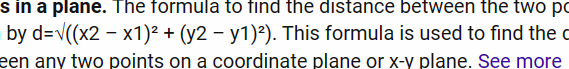 s in a plane. The formula to find the distance between the two po
by d=√((x2 − x1)² + (y2 − y1)²). This formula is used to find the
een any two points on a coordinate plane or x-y plane. See more